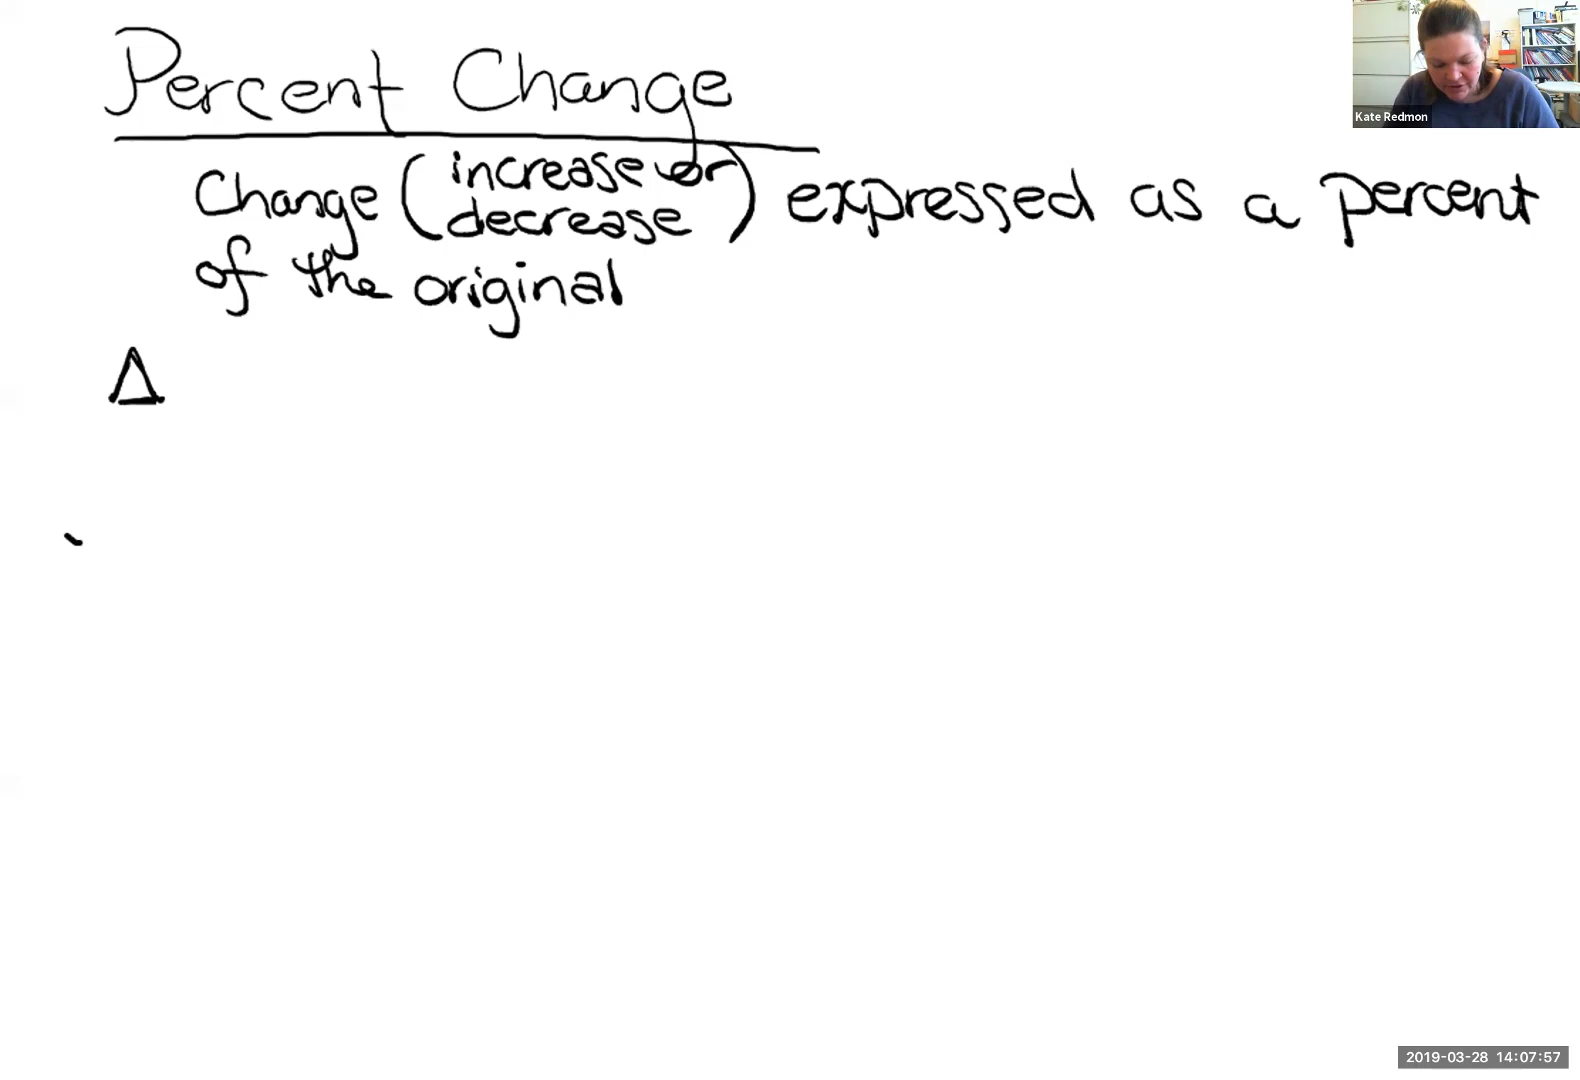 Percent Change
Change (increase or decrease) expressed as a percent
of the original
Δ
Kate Redmon
2019-03-28 14:07:57